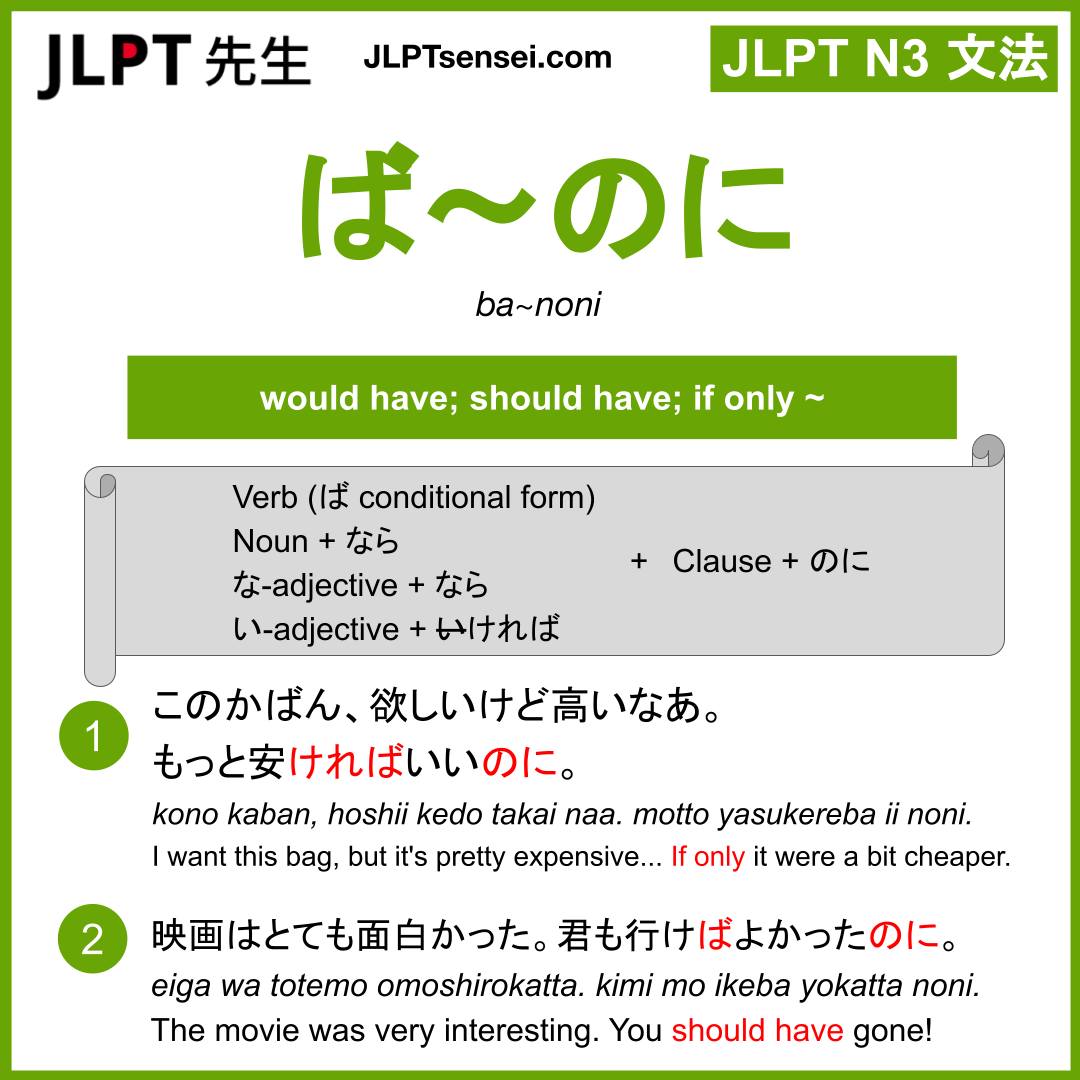 JLPT 先生
JLPTsensei.com
JLPT N3 文法
ば～のに
ba~noni
would have; should have; if only ~
Verb (ば conditional form)
Noun + なら
な-adjective + なら
い-adjective + いければ
+ Clause + のに
1
このかばん、欲しいけど高いなあ。
もっと安ければいいのに。
kono kaban, hoshii kedo takai naa. motto yasukereba ii noni.
I want this bag, but it's pretty expensive... If only it were a bit cheaper.
2
映画はとても面白かった。君も行けばよかったのに。
eiga wa totemo omoshirokatta. kimi mo ikeba yokatta noni.
The movie was very interesting. You should have gone!